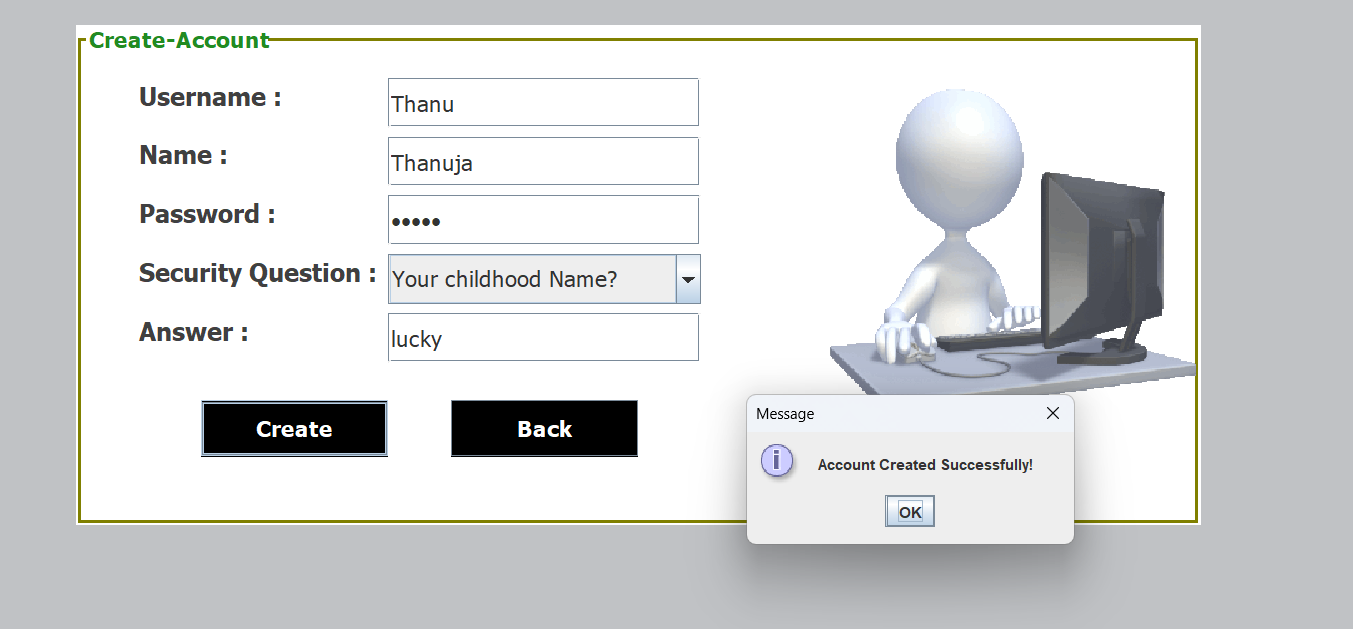 Create-Account
Username :
Thanu
Name :
Thanuja
Password :
•••••
Security Question :
Your childhood Name?
Answer :
lucky
Create
Back
Message
i
Account Created Successfully!
OK